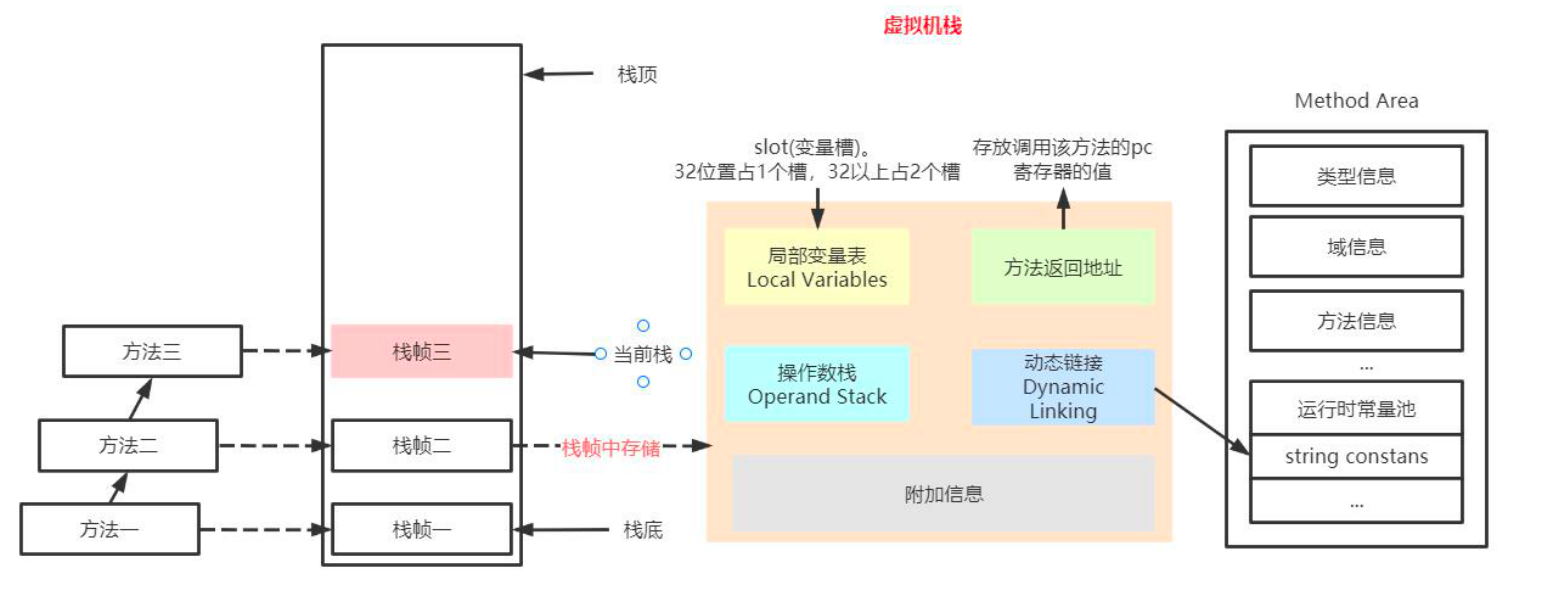 虚拟机栈
栈顶
Method Area
slot(变量槽)。
32位置占1个槽，32以上占2个槽
存放调用该方法的pc
寄存器的值
类型信息
局部变量表
Local Variables
方法返回地址
域信息
方法信息
...
方法三
栈帧三
当前栈
操作数栈
Operand Stack
动态链接
Dynamic
Linking
运行时常量池
方法二
栈帧二
栈帧中存储
string constans
附加信息
...
方法一
栈帧一
栈底